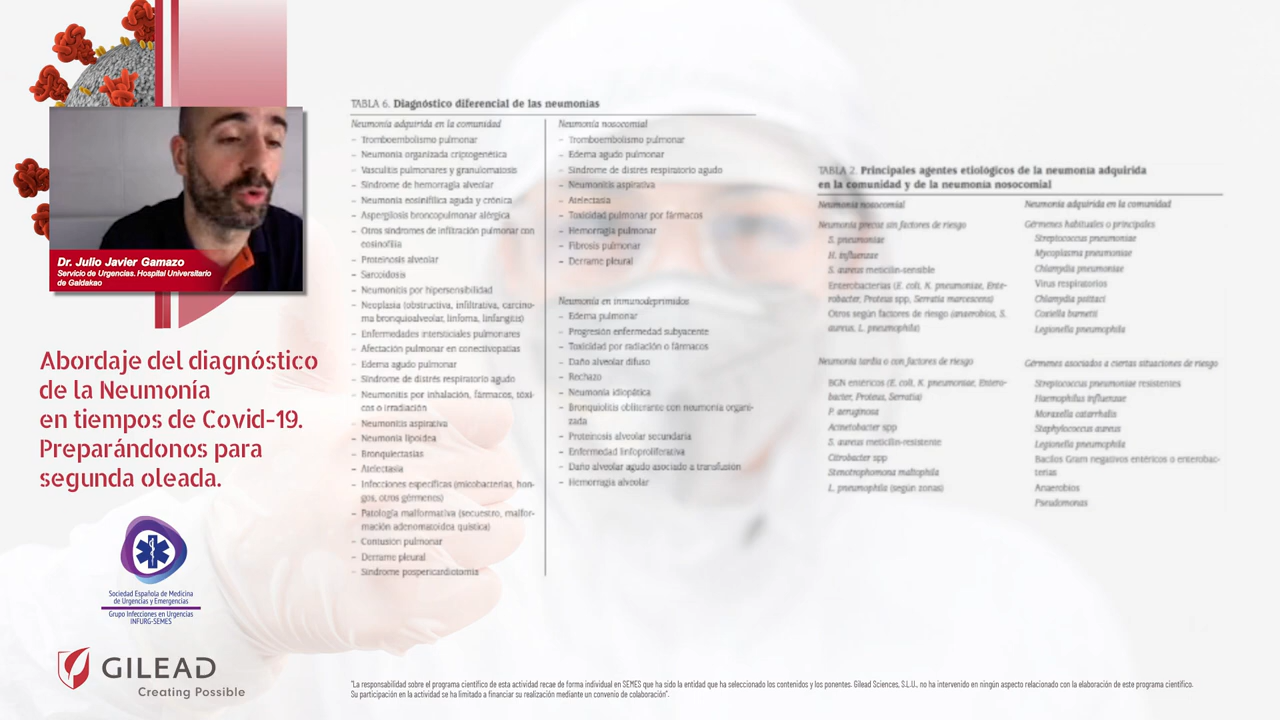 Dr. Julio Javier Gamazo
Servicio de Urgencias. Hospital Universitario
de Galdakao
Abordaje del diagnóstico
de la Neumonía
en tiempos de Covid-19.
Preparándonos para
segunda oleada.
Sociedad Española de Medicina
de Urgencias y Emergencias
Grupo Infecciones en Urgencias
INFURG-SEMES
GILEAD
Creating Possible
TABLA 6. Diagnóstico diferencial de las neumonías
Neumonía adquirida en la comunidad
– Tromboembolismo pulmonar
– Neumonía organizada criptogenética
– Vasculitis pulmonares y granulomatosis
– Síndrome de hemorragia alveolar
– Neumonía eosinifílica aguda y crónica
– Aspergilosis broncopulmonar alérgica
– Otros síndromes de infiltración pulmonar con
eosinofilia
– Proteinosis alveolar
– Sarcoidosis
– Neumonitis por hipersensibilidad
– Neoplasia (obstructiva, infiltrativa, carcino-
ma bronquioalveolar, linfoma, linfangitis)
– Enfermedades intersticiales pulmonares
– Afectación pulmonar en conectivopatías
– Edema agudo pulmonar
– Síndrome de distrés respiratorio agudo
– Neumonitis por inhalación, fármacos, tóxi-
cos o irradiación
– Neumonitis aspirativa
– Neumonía lipoidea
– Bronquiectasias
– Atelectasia
– Infecciones específicas (micobacterias, hon-
gos, otros gérmenes)
– Patología malformativa (secuestro, malfor-
mación adenomatoidea quística)
– Contusión pulmonar
– Derrame pleural
– Síndrome pospericardiotomía
Neumonía nosocomial
– Tromboembolismo pulmonar
– Edema agudo pulmonar
– Síndrome de distrés respiratorio agudo
– Neumonitis aspirativa
– Atelectasia
– Toxicidad pulmonar por fármacos
– Hemorragia pulmonar
– Fibrosis pulmonar
– Derrame pleural
Neumonía en inmunodeprimidos
– Edema pulmonar
– Progresión enfermedad subyacente
– Toxicidad por radiación o fármacos
– Daño alveolar difuso
– Rechazo
– Neumonía idiopática
– Bronquiolitis obliterante con neumonía organi-
zada
– Proteinosis alveolar secundaria
– Enfermedad linfoproliferativa
– Daño alveolar agudo asociado a transfusión
– Hemorragia alveolar
TABLA 2. Principales agentes etiológicos de la neumonía adquirida
en la comunidad y de la neumonía nosocomial
Neumonía nosocomial
Neumonía precoz sin factores de riesgo
S. pneumoniae
H. influenzae
S. aureus meticilin-sensible
Enterobacterias (E. coli, K. pneumoniae, Ente-
robacter, Proteus spp, Serratia marcescens)
Otros según factores de riesgo (anaerobios, S.
aureus, L. pneumophila)
Neumonía tardía o con factores de riesgo
BGN entéricos (E. coli, K. pneumoniae, Entero-
bacter, Proteus, Serratia)
P. aeruginosa
Acinetobacter spp
S. aureus meticilin-resistente
Citrobacter spp
Stenotrophomona maltophila
L. pneumophila (según zonas)
Neumonía adquirida en la comunidad
Gérmenes habituales o principales
Streptococcus pneumoniae
Mycoplasma pneumoniae
Chlamydia pneumoniae
Virus respiratorios
Chlamydia psittaci
Coxiella burnetii
Legionella pneumophila
Gérmenes asociados a ciertas situaciones de riesgo
Streptococcus pneumoniae resistentes
Haemophilus influenzae
Moraxella catarrhalis
Staphylococcus aureus
Legionella pneumophila
Bacilos Gram negativos entéricos o enterobac-
terias
Anaerobios
Pseudomonas
"La responsabilidad sobre el programa científico de esta actividad recae de forma individual en SEMES que ha sido la entidad que ha seleccionado los contenidos y los ponentes. Gilead Sciences, S.L.U., no ha intervenido en ningún aspecto relacionado con la elaboración de este programa científico.
Su participación en la actividad se ha limitado a financiar su realización mediante un convenio de colaboración".